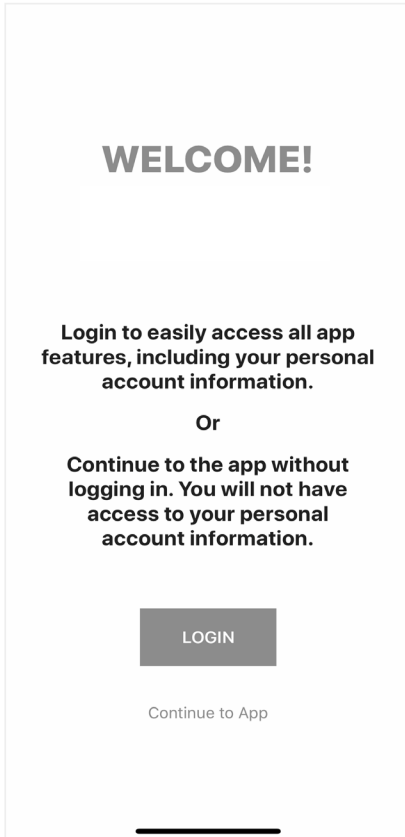 WELCOME!
Login to easily access all app
features, including your personal
account information.
Or
Continue to the app without
logging in. You will not have
access to your personal
account information.
LOGIN
Continue to App